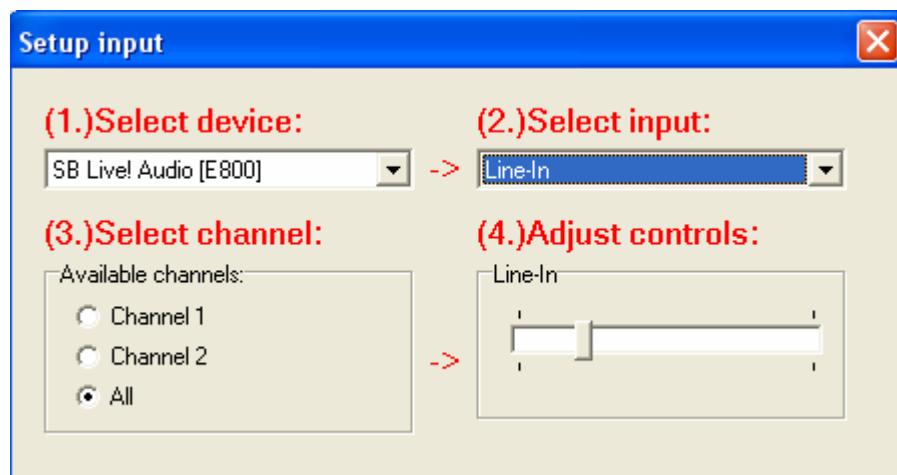 Setup input
(1.)Select device:
(2.)Select input:
SB Live! Audio [E800]
->
Line-In
(3.)Select channel:
(4.)Adjust controls:
Available channels:
Line-In
Channel 1
Channel 2
->
All